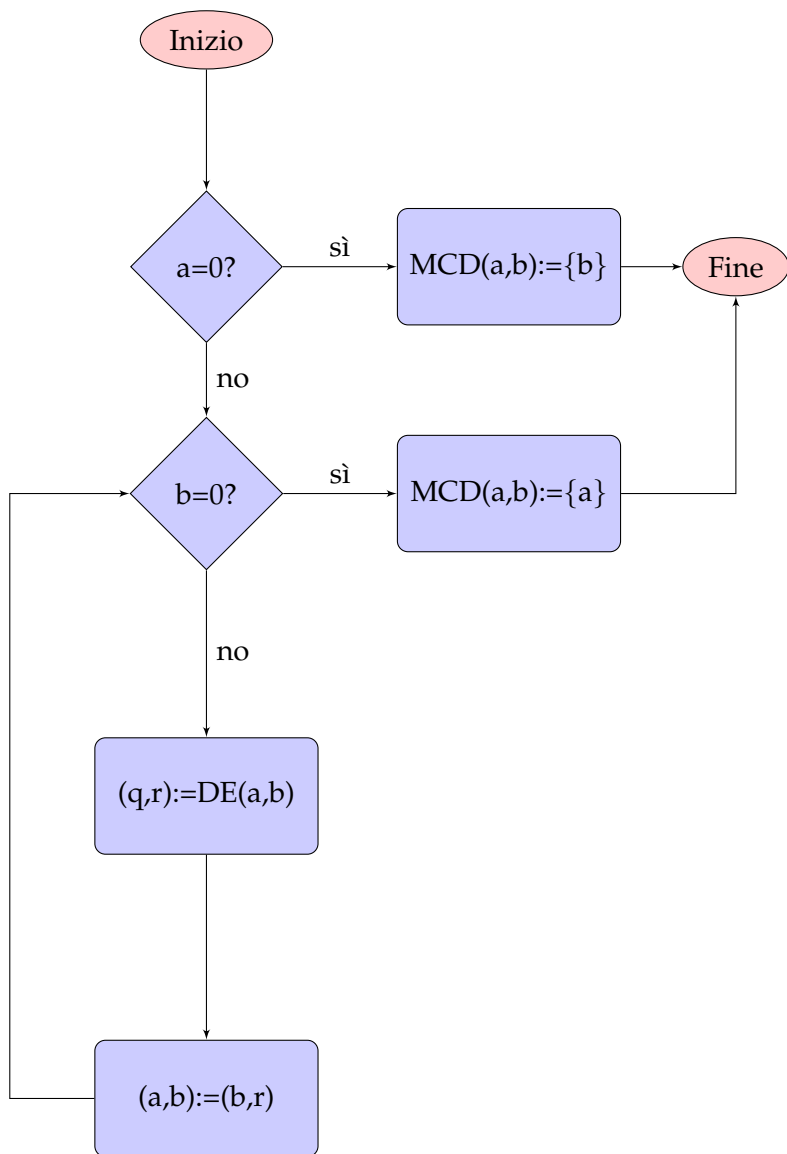 Inizio
a=0?
sì
MCD(a,b):={b}
Fine
no
b=0?
sì
MCD(a,b):={a}
no
(q,r):=DE(a,b)
(a,b):=(b,r)